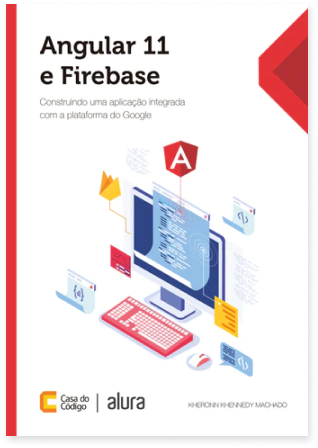 Angular 11
e Firebase
Construindo uma aplicação integrada
com a plataforma do Google
A
Casa do
Código
alura
KHERONN KHENNEDY MACHADO